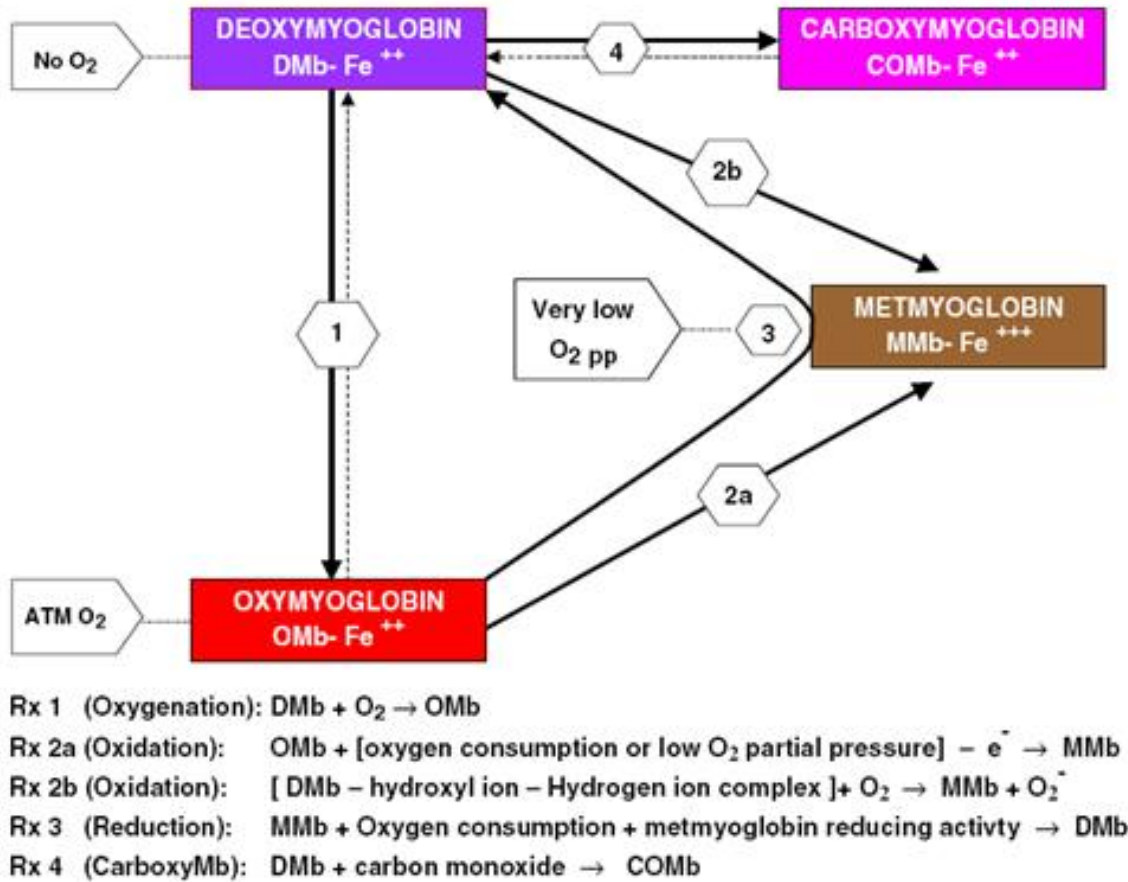 No O₂
DEOXYMYOGLOBIN
DMb- Fe ⁺⁺
4
CARBOXYMYOGLOBIN
COMb- Fe ⁺⁺
2b
1
Very low
O₂ pp
3
METMYOGLOBIN
MMb- Fe ⁺⁺⁺
2a
ATM O₂
OXYMYOGLOBIN
OMb- Fe ⁺⁺
Rx 1 (Oxygenation): DMb + O₂ → OMb
Rx 2a (Oxidation): OMb + [oxygen consumption or low O₂ partial pressure] – e⁻ → MMb
Rx 2b (Oxidation): [ DMb – hydroxyl ion – Hydrogen ion complex ]+ O₂ → MMb + O₂⁻
Rx 3 (Reduction): MMb + Oxygen consumption + metmyoglobin reducing activty → DMb
Rx 4 (CarboxyMb): DMb + carbon monoxide → COMb